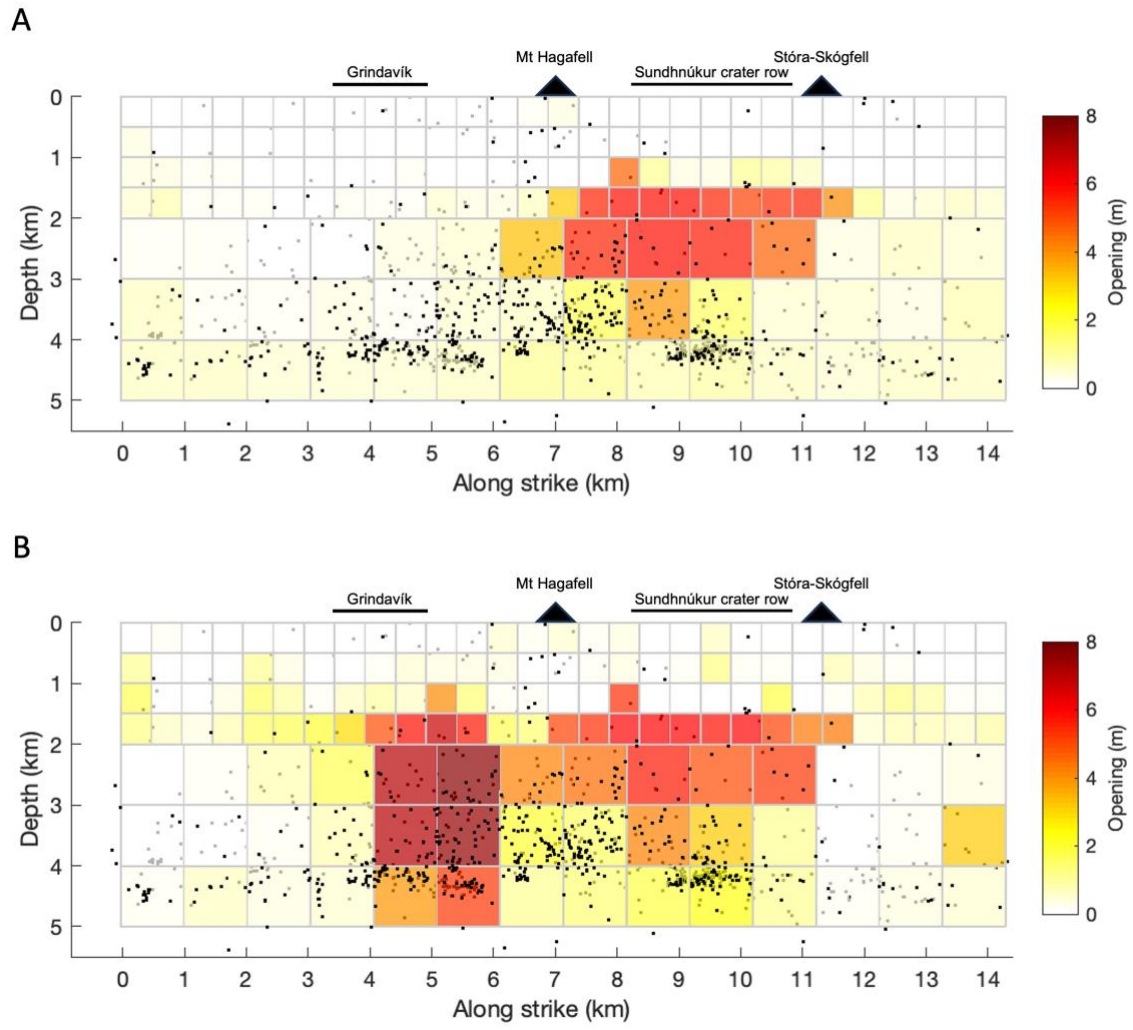 A
Mt Hagafell
Stóra-Skógfell
Grindavík
Sundhnúkur crater row
0
1
2
3
4
5
Depth (km)
0 1 2 3 4 5 6 7 8 9 10 11 12 13 14
Along strike (km)
8
6
4
2
0
Opening (m)
B
Mt Hagafell
Stóra-Skógfell
Grindavík
Sundhnúkur crater row
0
1
2
3
4
5
Depth (km)
0 1 2 3 4 5 6 7 8 9 10 11 12 13 14
Along strike (km)
8
6
4
2
0
Opening (m)